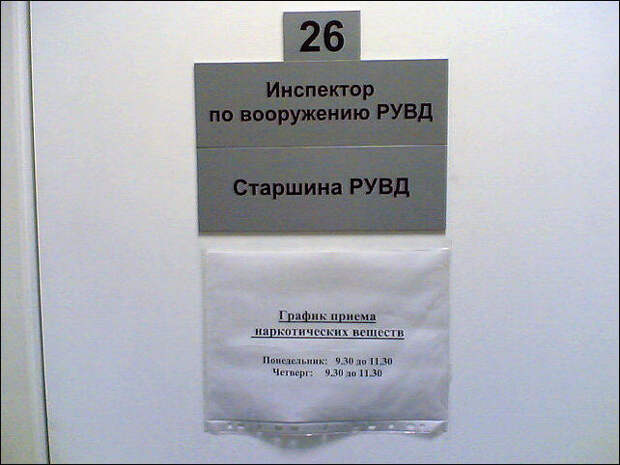 26
Инспектор
по вооружению РУВД
Старшина РУВД
График приема
наркотических веществ
Понедельник: 9.30 до 11.30
Четверг: 9.30 до 11.30